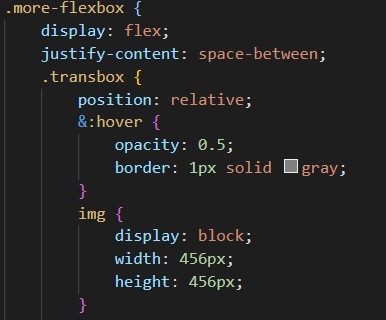 .more-flexbox {
display: flex;
justify-content: space-between;
.transbox {
position: relative;
&:hover {
opacity: 0.5;
border: 1px solid gray;
}
img {
display: block;
width: 456px;
height: 456px;
}